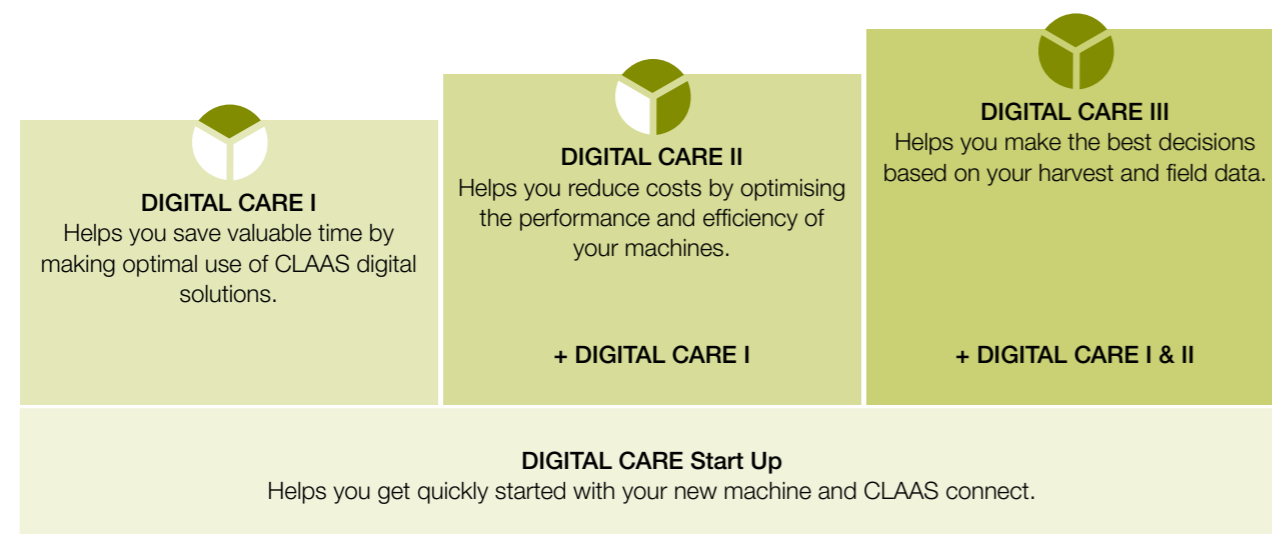 DIGITAL CARE I
Helps you save valuable time by
making optimal use of CLAAS digital
solutions.
DIGITAL CARE II
Helps you reduce costs by optimising
the performance and efficiency of
your machines.
+ DIGITAL CARE I
DIGITAL CARE III
Helps you make the best decisions
based on your harvest and field data.
+ DIGITAL CARE I & II
DIGITAL CARE Start Up
Helps you get quickly started with your new machine and CLAAS connect.